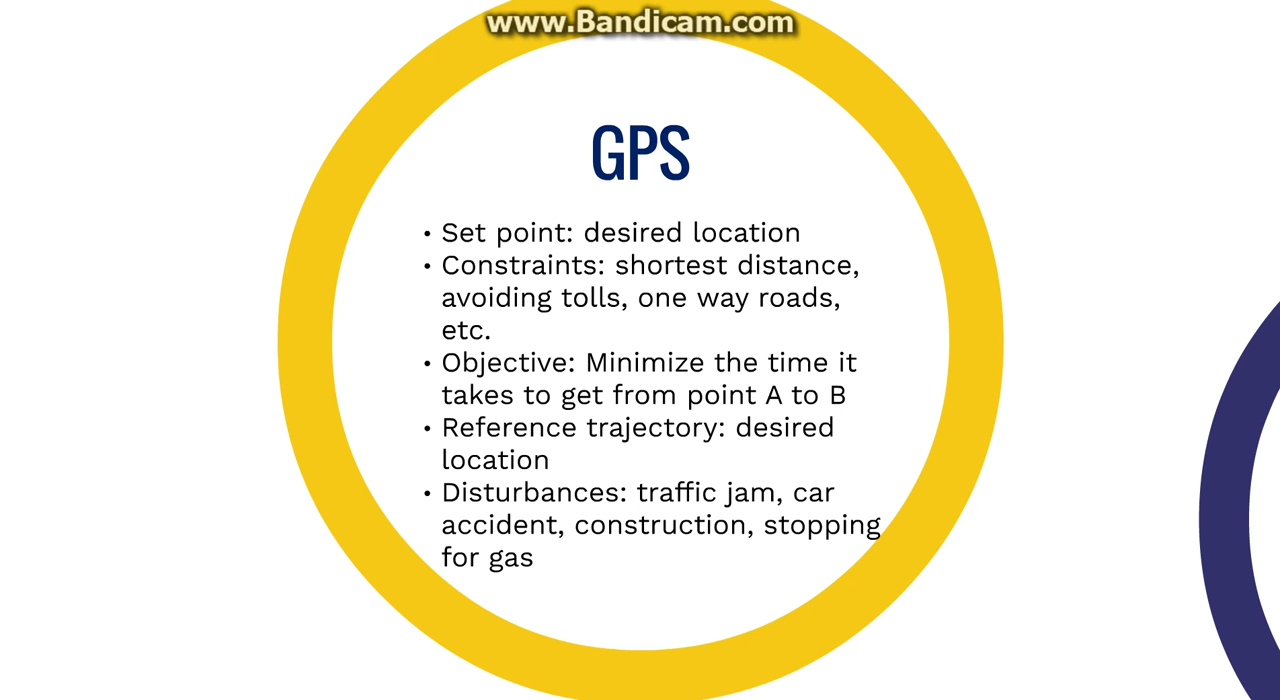 www.Bandicam.com
GPS
• Set point: desired location
• Constraints: shortest distance,
avoiding tolls, one way roads,
etc.
• Objective: Minimize the time it
takes to get from point A to B
• Reference trajectory: desired
location
• Disturbances: traffic jam, car
accident, construction, stopping
for gas